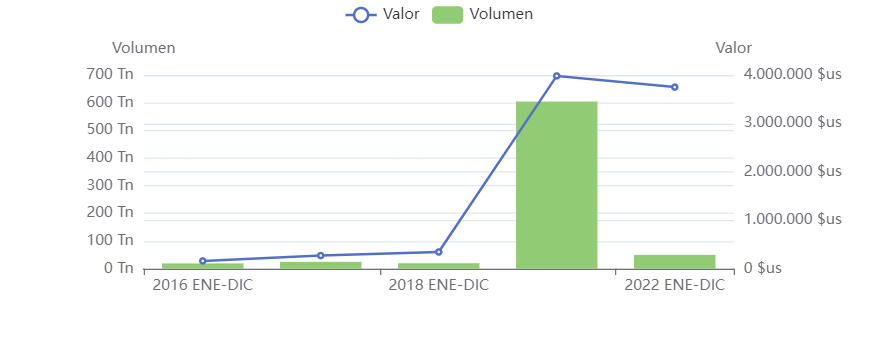 Valor Volumen
Volumen Valor
700 Tn 4.000.000 $us
600 Tn
500 Tn 3.000.000 $us
400 Tn
300 Tn 2.000.000 $us
200 Tn
100 Tn 1.000.000 $us
0 Tn 0 $us
2016 ENE-DIC 2018 ENE-DIC 2022 ENE-DIC